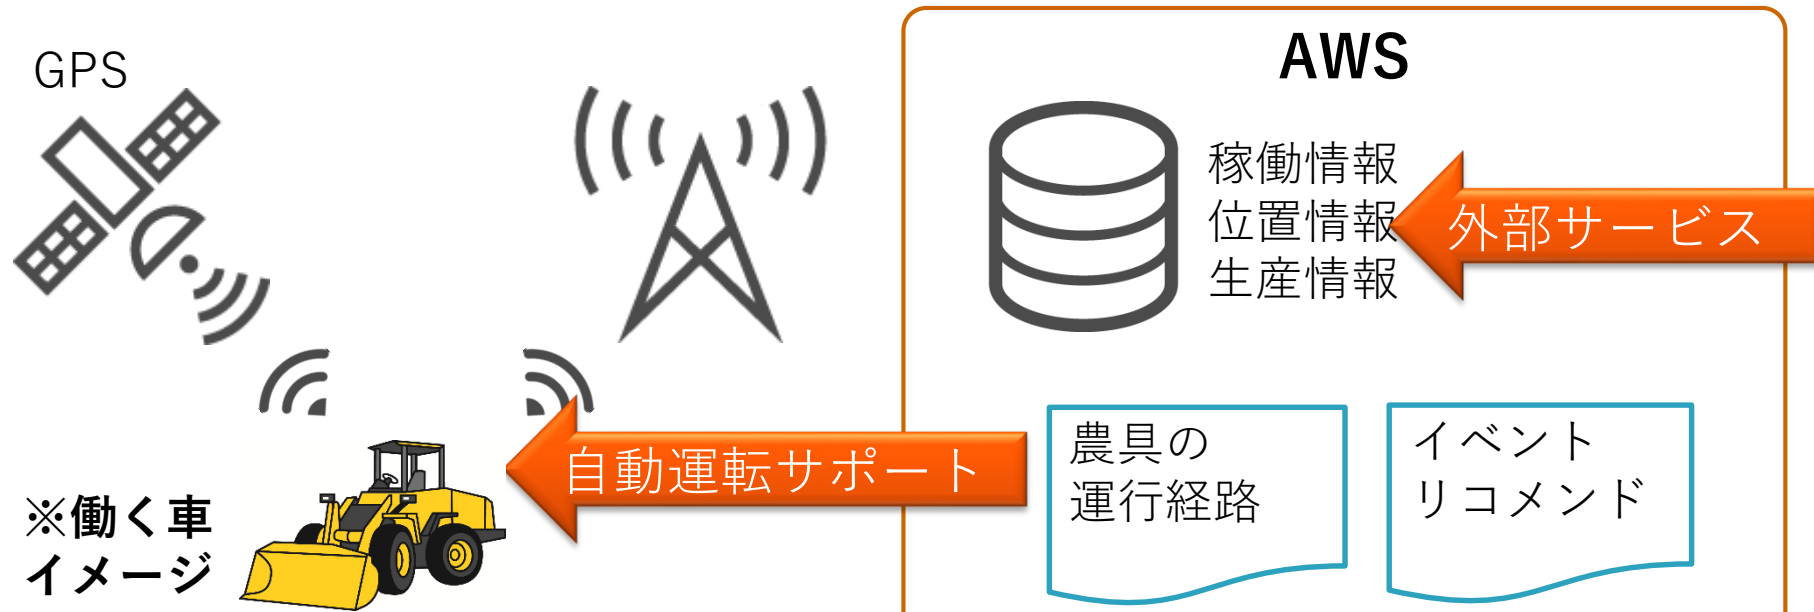 GPS
AWS
稼働情報
位置情報
生産情報
外部サービス
自動運転サポート
農具の
運行経路
イベント
リコメンド
※働く車
イメージ